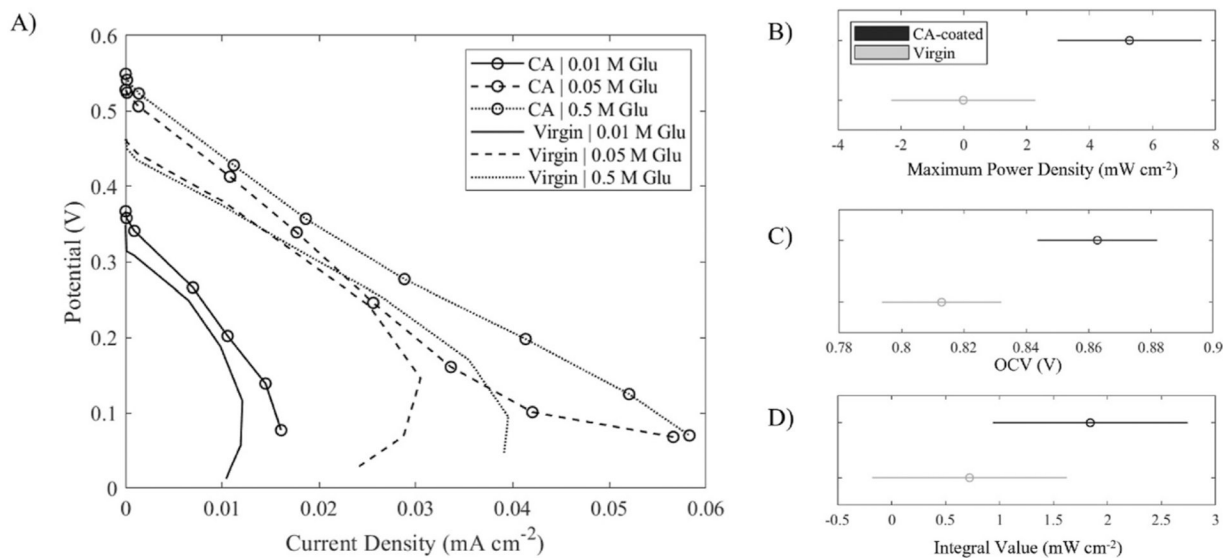 A)
0.6
0.5
0.4
0.3
0.2
0.1
0
Potential (V)
0
0.01
0.02
0.03
0.04
0.05
0.06
Current Density (mA cm-2)
CA | 0.01 M Glu
CA | 0.05 M Glu
CA | 0.5 M Glu
Virgin | 0.01 M Glu
Virgin | 0.05 M Glu
Virgin | 0.5 M Glu
B)
CA-coated
Virgin
-4
-2
0
2
4
6
8
Maximum Power Density (mW cm-2)
C)
0.78
0.8
0.82
0.84
0.86
0.88
0.9
OCV (V)
D)
-0.5
0
0.5
1
1.5
2
2.5
3
Integral Value (mW cm-2)